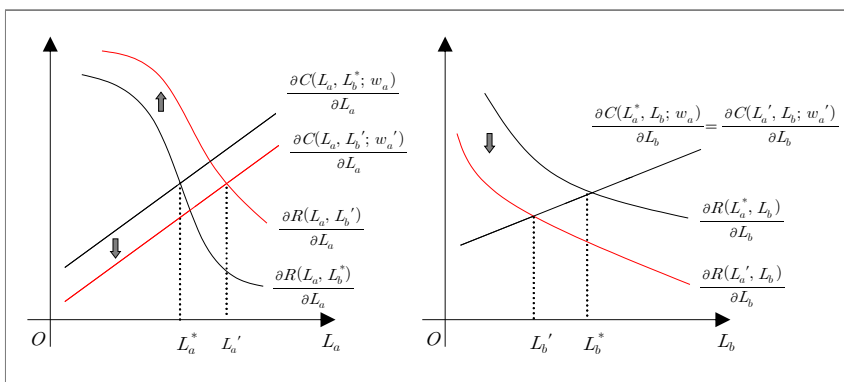 ∂C(L_a, L_b^*; w_a)/∂L_a
∂C(L_a, L_b′; w_a′)/∂L_a
∂R(L_a, L_b′)/∂L_a
∂R(L_a, L_b^*)/∂L_a
O
L_a^*
L_a′
L_a
∂C(L_a^*, L_b; w_a)/∂L_b = ∂C(L_a′, L_b; w_a′)/∂L_b
∂R(L_a^*, L_b)/∂L_b
∂R(L_a′, L_b)/∂L_b
O
L_b′
L_b^*
L_b